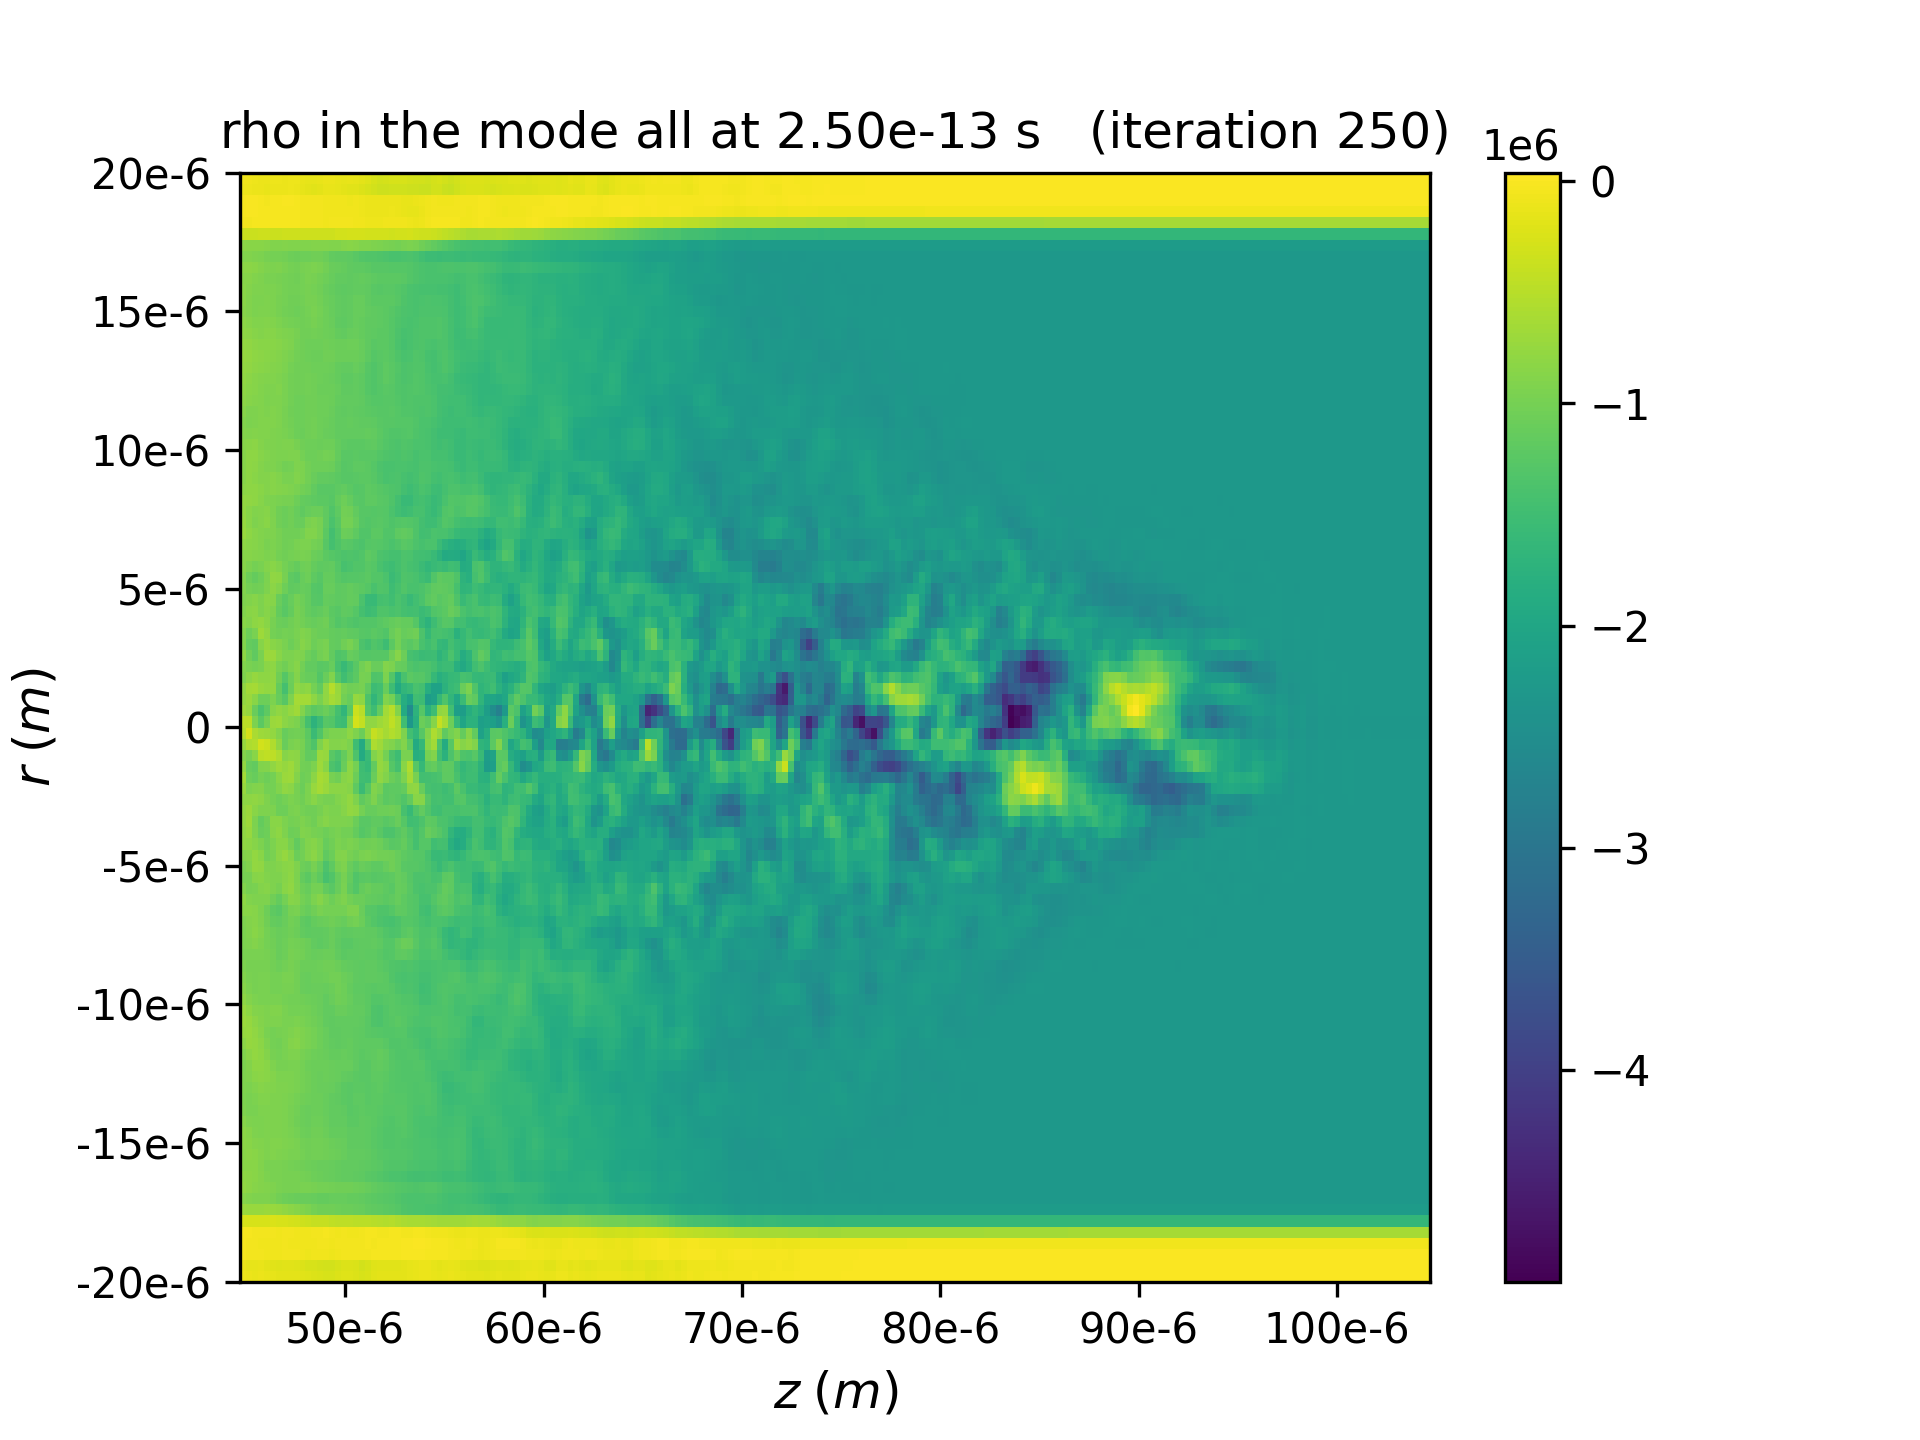 rho in the mode all at 2.50e-13 s (iteration 250)
1e6
20e-6
15e-6
10e-6
5e-6
0
-5e-6
-10e-6
-15e-6
-20e-6
r (m)
50e-6 60e-6 70e-6 80e-6 90e-6 100e-6
z (m)
0
−1
−2
−3
−4